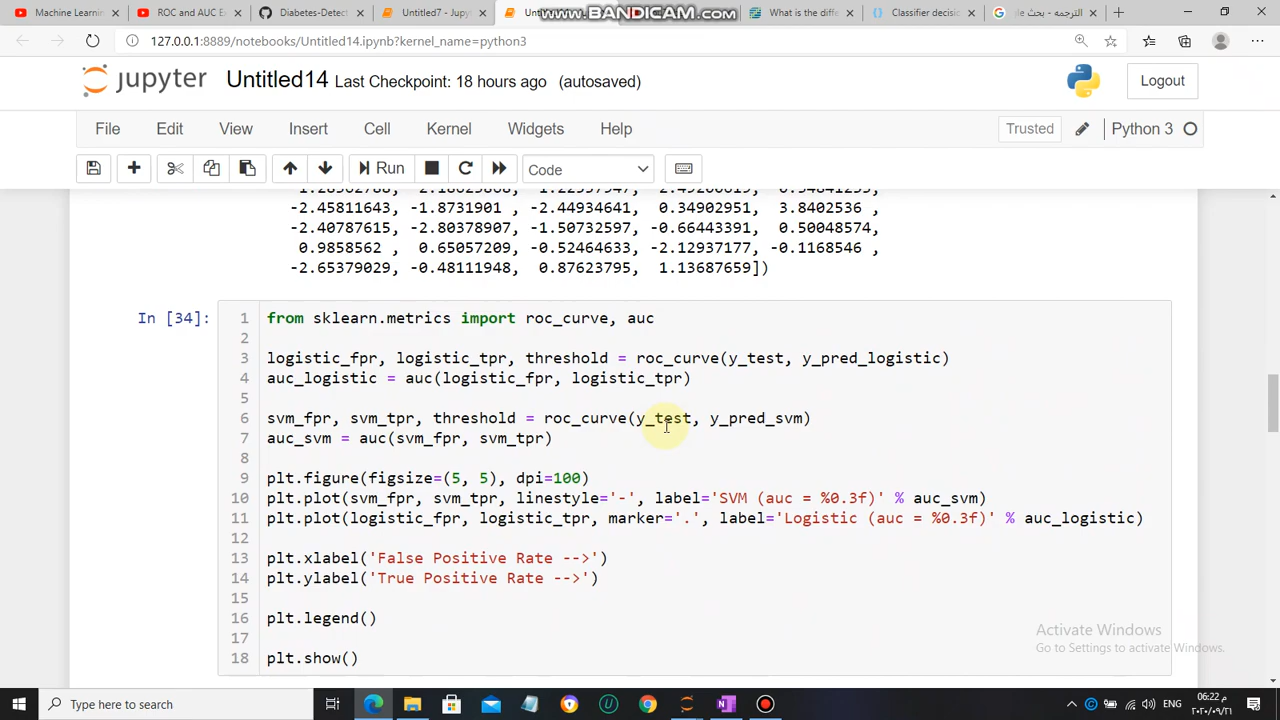 Machine Learning
ROC and AUC E
Diabetes-Detect
Untitled7 - Jupyt
www.BANDICAM.com
What is the diffe
Classifier decisio
الترجمه - بحث
127.0.0.1:8889/notebooks/Untitled14.ipynb?kernel_name=python3
jupyter Untitled14 Last Checkpoint: 18 hours ago (autosaved)
Logout
File Edit View Insert Cell Kernel Widgets Help
Trusted Python 3
Run Code
-2.45811643, -1.8731901 , -2.44934641, 0.34902951, 3.8402536 ,
-2.40787615, -2.80378907, -1.50732597, -0.66443391, 0.50048574,
0.9858562 , 0.65057209, -0.52464633, -2.12937177, -0.1168546 ,
-2.65379029, -0.48111948, 0.87623795, 1.13687659])
In [34]:
1 from sklearn.metrics import roc_curve, auc
2
3 logistic_fpr, logistic_tpr, threshold = roc_curve(y_test, y_pred_logistic)
4 auc_logistic = auc(logistic_fpr, logistic_tpr)
5
6 svm_fpr, svm_tpr, threshold = roc_curve(y_test, y_pred_svm)
7 auc_svm = auc(svm_fpr, svm_tpr)
8
9 plt.figure(figsize=(5, 5), dpi=100)
10 plt.plot(svm_fpr, svm_tpr, linestyle='-', label='SVM (auc = %0.3f)' % auc_svm)
11 plt.plot(logistic_fpr, logistic_tpr, marker='.', label='Logistic (auc = %0.3f)' % auc_logistic)
12
13 plt.xlabel('False Positive Rate -->')
14 plt.ylabel('True Positive Rate -->')
15
16 plt.legend()
17
18 plt.show()
Activate Windows
Go to Settings to activate Windows.
Type here to search
ENG
06:22 م